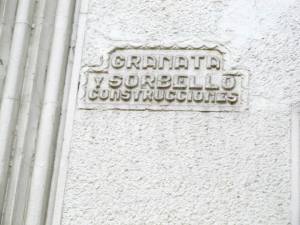 GRANATA
Y SORBELLO
CONSTRUCCIONES